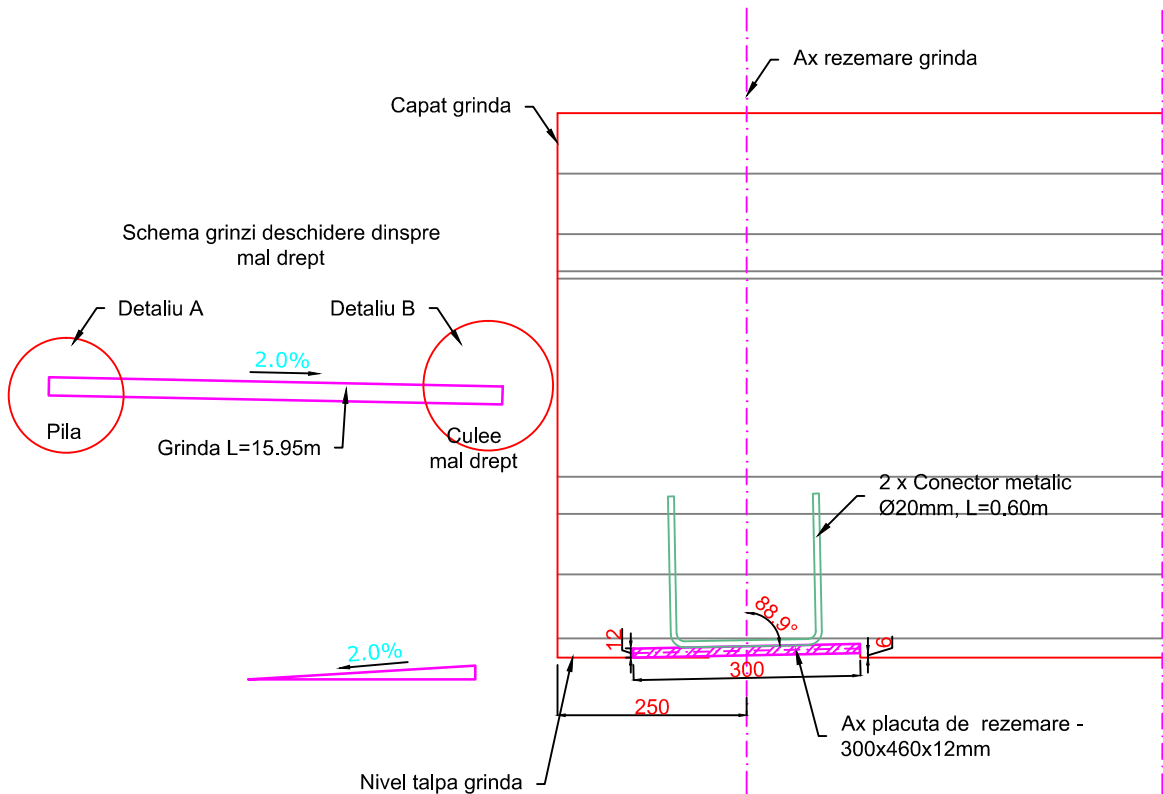 Ax rezemare grinda
Capat grinda
Schema grinzi deschidere dinspre
mal drept
Detaliu A
Detaliu B
2.0%
Pila
Grinda L=15.95m
Culee
mal drept
2 x Conector metalic
Ø20mm, L=0.60m
88.9°
12
6
2.0%
300
250
Ax placuta de rezemare -
300x460x12mm
Nivel talpa grinda